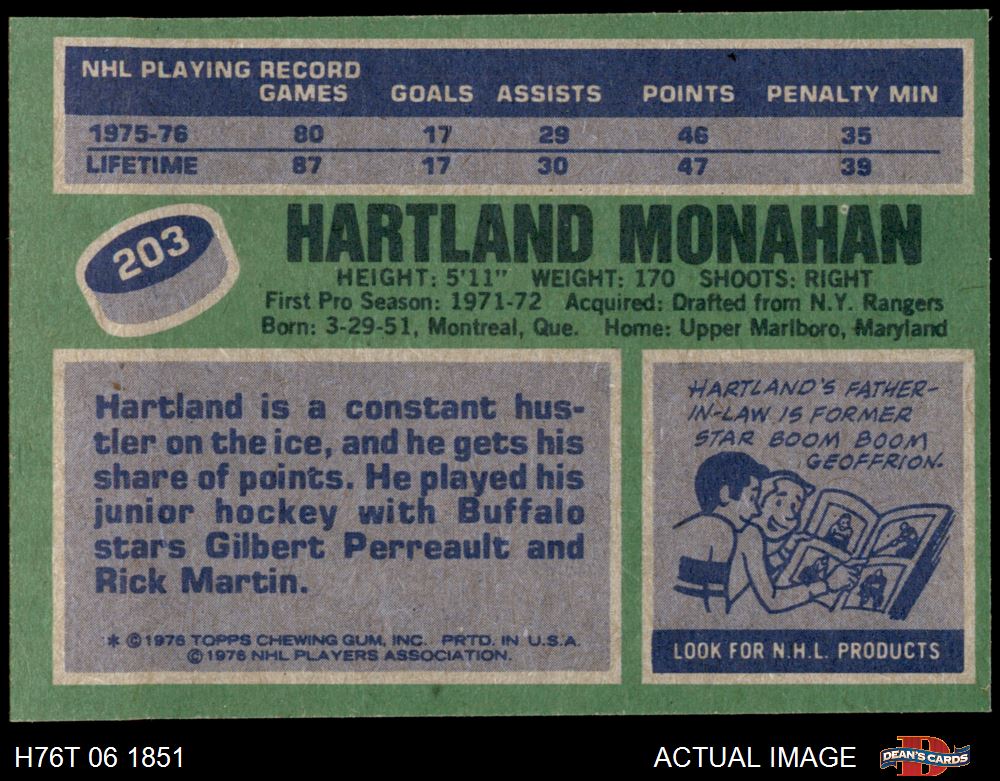 NHL PLAYING RECORD
GAMES GOALS ASSISTS POINTS PENALTY MIN
1975-76 80 17 29 46 35
LIFETIME 87 17 30 47 39
203
HARTLAND MONAHAN
HEIGHT: 5'11" WEIGHT: 170 SHOOTS: RIGHT
First Pro Season: 1971-72 Acquired: Drafted from N.Y. Rangers
Born: 3-29-51, Montreal, Que. Home: Upper Marlboro, Maryland
Hartland is a constant hus-
tler on the ice, and he gets his
share of points. He played his
junior hockey with Buffalo
stars Gilbert Perreault and
Rick Martin.
* ©1976 TOPPS CHEWING GUM, INC. PRTD. IN U.S.A.
©1976 NHL PLAYERS ASSOCIATION.
HARTLAND'S FATHER-
IN-LAW IS FORMER
STAR BOOM BOOM
GEOFFRION.
LOOK FOR N.H.L. PRODUCTS
H76T 06 1851
ACTUAL IMAGE
DEAN'S CARDS